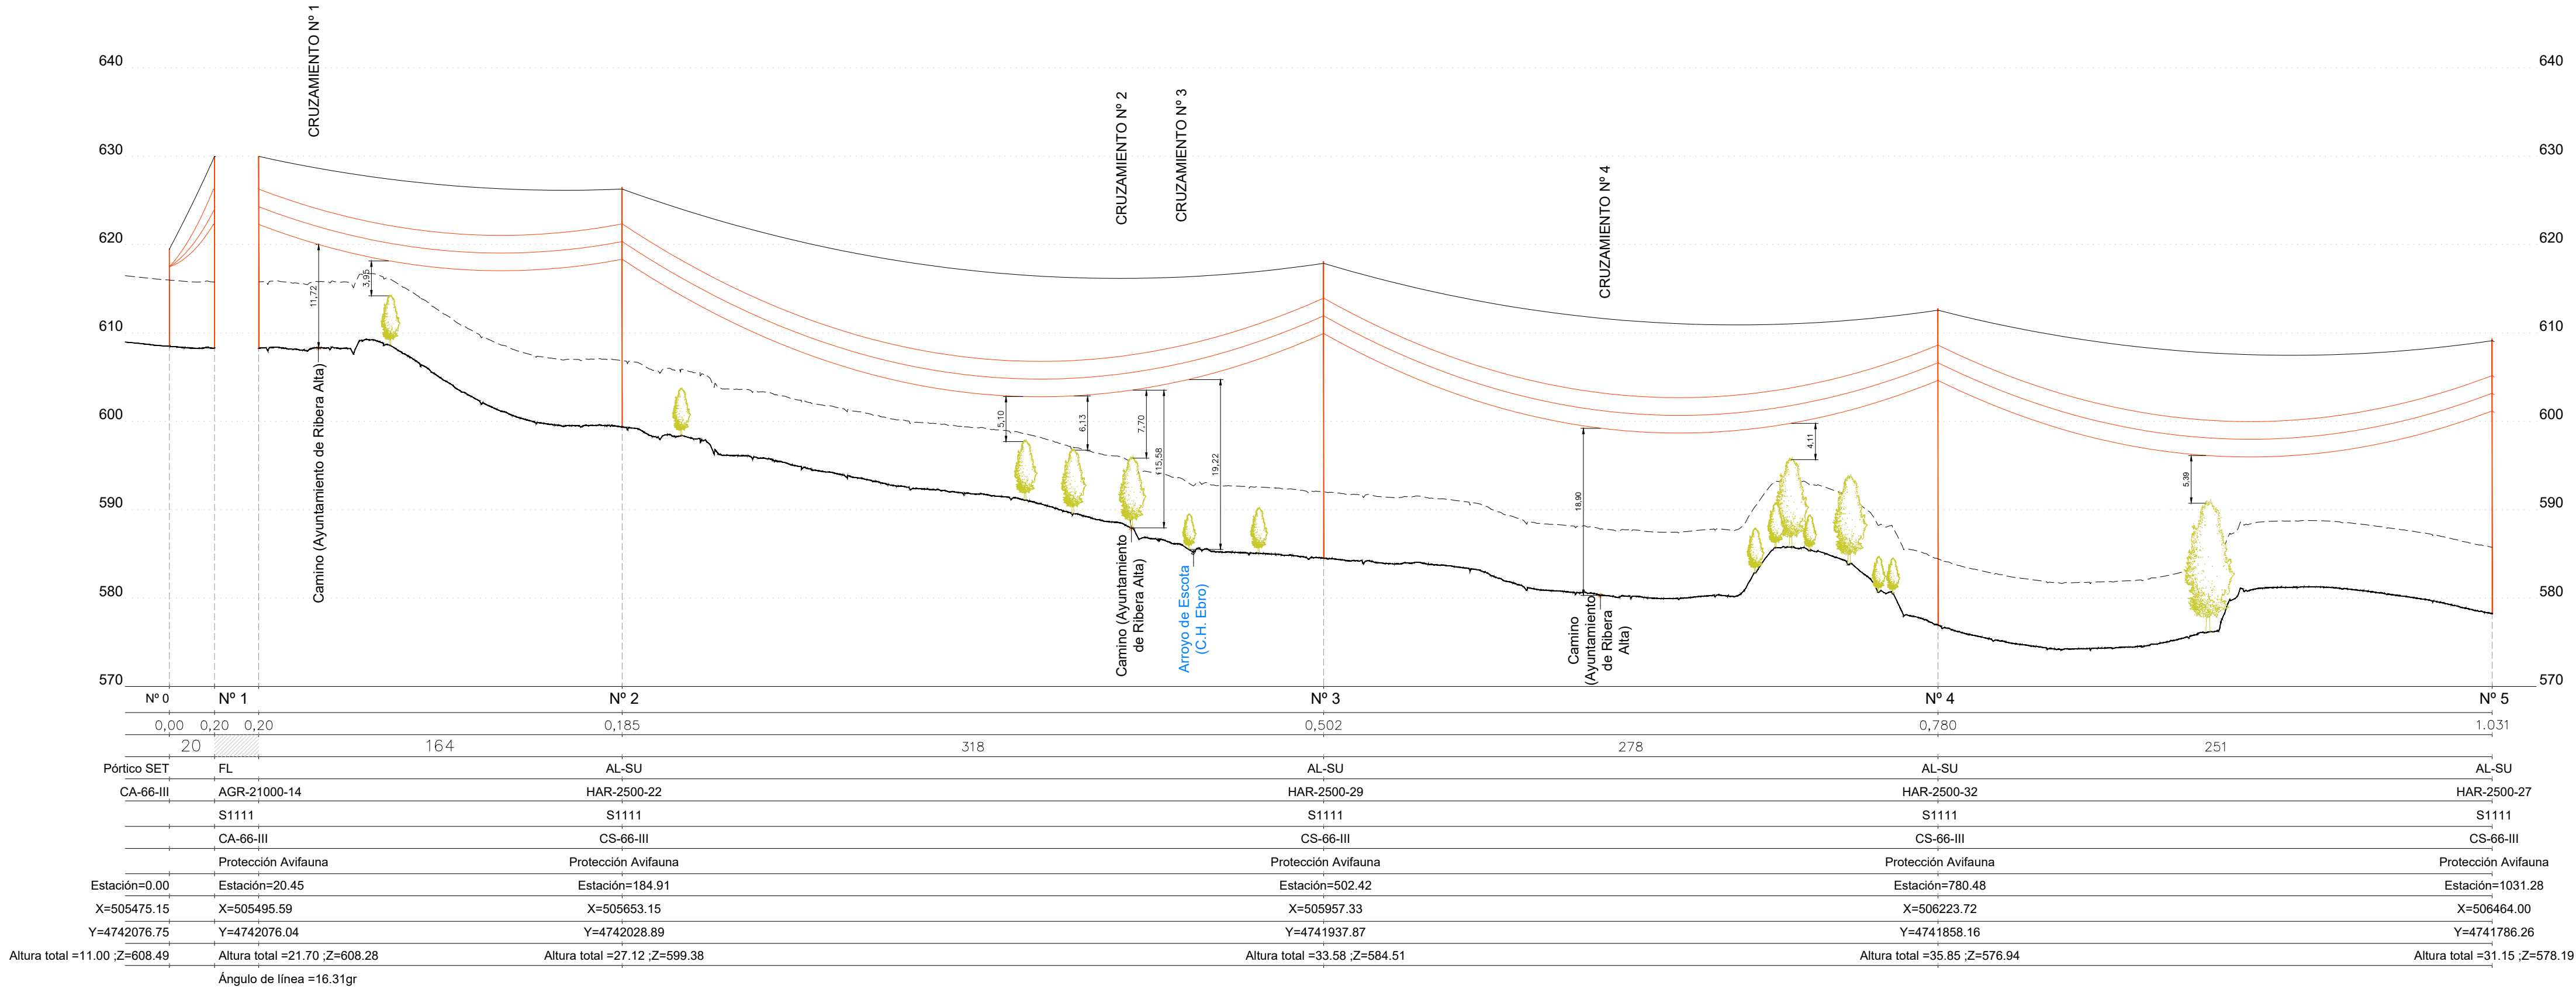 CRUZAMIENTO Nº 1
CRUZAMIENTO Nº 2
CRUZAMIENTO Nº 3
CRUZAMIENTO Nº 4
640 640
630 630
620 620
610 610
600 600
590 590
580 580
570 570
11,72
3,95
5,10
6,13
7,70
15,58
19,22
18,90
4,11
5,39
Camino (Ayuntamiento de Ribera Alta)
Camino (Ayuntamiento
de Ribera Alta)
Arroyo de Escota
(C.H. Ebro)
Camino
(Ayuntamiento
de Ribera
Alta)
Nº 0 Nº 1 Nº 2 Nº 3 Nº 4 Nº 5
0,00 0,20 0,20 0,185 0,502 0,780 1.031
20 164 318 278 251
Pórtico SET FL AL-SU AL-SU AL-SU AL-SU
CA-66-III AGR-21000-14 HAR-2500-22 HAR-2500-29 HAR-2500-32 HAR-2500-27
S1111 S1111 S1111 S1111 S1111
CA-66-III CS-66-III CS-66-III CS-66-III CS-66-III
Protección Avifauna Protección Avifauna Protección Avifauna Protección Avifauna Protección Avifauna
Estación=0.00 Estación=20.45 Estación=184.91 Estación=502.42 Estación=780.48 Estación=1031.28
X=505475.15 X=505495.59 X=505653.15 X=505957.33 X=506223.72 X=506464.00
Y=4742076.75 Y=4742076.04 Y=4742028.89 Y=4741937.87 Y=4741858.16 Y=4741786.26
Altura total =11.00 ;Z=608.49 Altura total =21.70 ;Z=608.28 Altura total =27.12 ;Z=599.38 Altura total =33.58 ;Z=584.51 Altura total =35.85 ;Z=576.94 Altura total =31.15 ;Z=578.19
Ángulo de línea =16.31gr